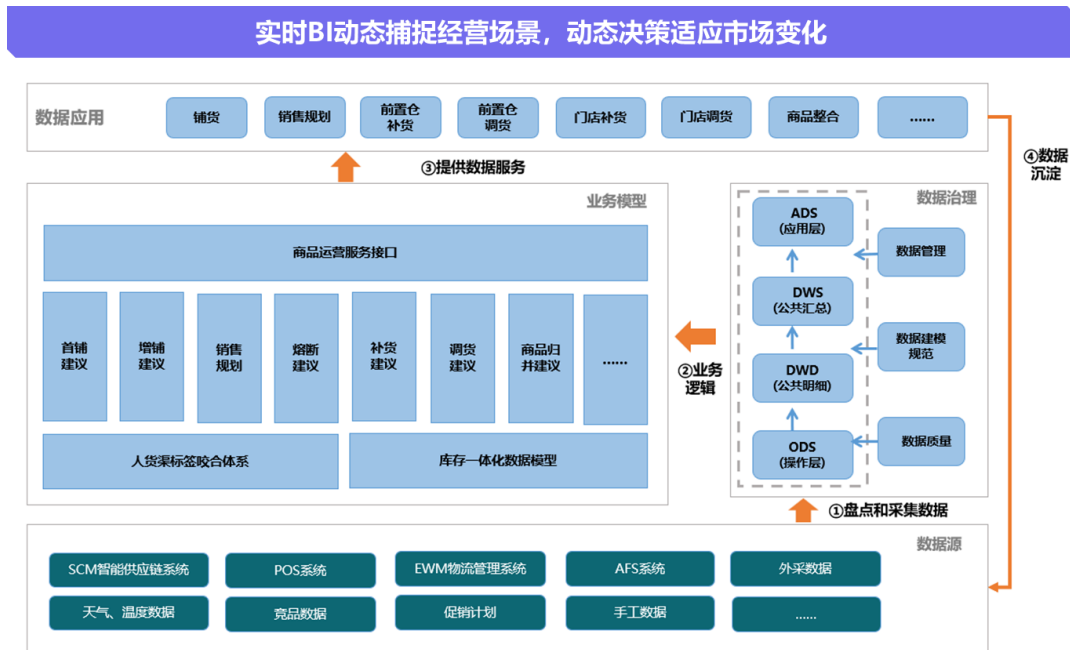 实时BI动态捕捉经营场景，动态决策适应市场变化
数据应用
铺货
销售规划
前置仓
补货
前置仓
调货
门店补货
门店调货
商品整合
......
③提供数据服务
④数据
沉淀
业务模型
商品运营服务接口
首铺
建议
增铺
建议
销售
规划
熔断
建议
补货
建议
调货
建议
商品归
并建议
......
人货渠标签咬合体系
库存一体化数据模型
②业务
逻辑
数据治理
ADS
(应用层)
DWS
(公共汇总)
DWD
(公共明细)
ODS
(操作层)
数据管理
数据建模
规范
数据质量
①盘点和采集数据
数据源
SCM智能供应链系统
POS系统
EWM物流管理系统
AFS系统
外采数据
天气、温度数据
竞品数据
促销计划
手工数据
......